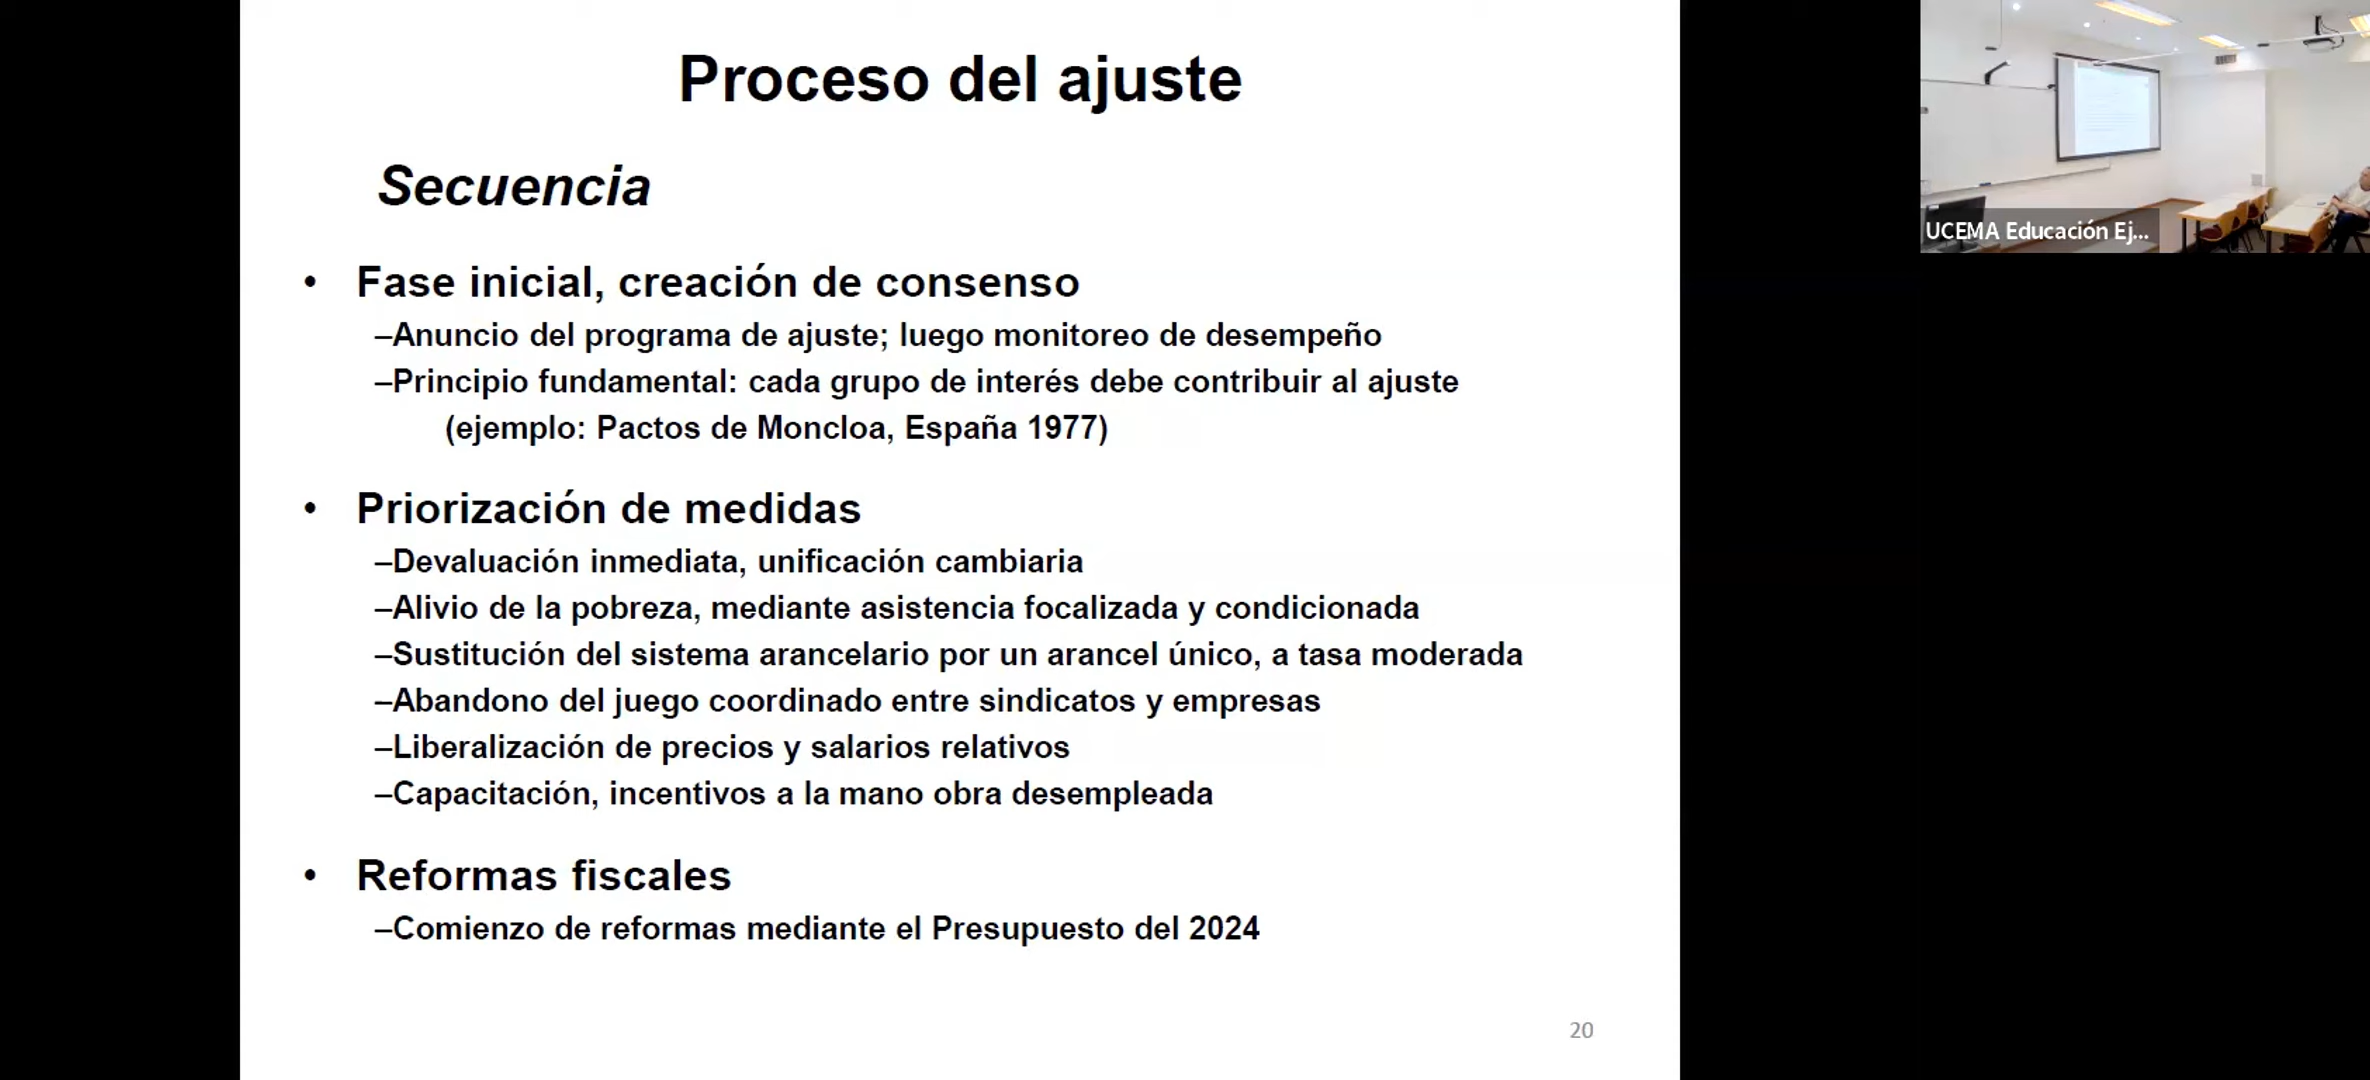 Proceso del ajuste
Secuencia
• Fase inicial, creación de consenso
–Anuncio del programa de ajuste; luego monitoreo de desempeño
–Principio fundamental: cada grupo de interés debe contribuir al ajuste
(ejemplo: Pactos de Moncloa, España 1977)
• Priorización de medidas
–Devaluación inmediata, unificación cambiaria
–Alivio de la pobreza, mediante asistencia focalizada y condicionada
–Sustitución del sistema arancelario por un arancel único, a tasa moderada
–Abandono del juego coordinado entre sindicatos y empresas
–Liberalización de precios y salarios relativos
–Capacitación, incentivos a la mano obra desempleada
• Reformas fiscales
–Comienzo de reformas mediante el Presupuesto del 2024
20
UCEMA Educación Ej...